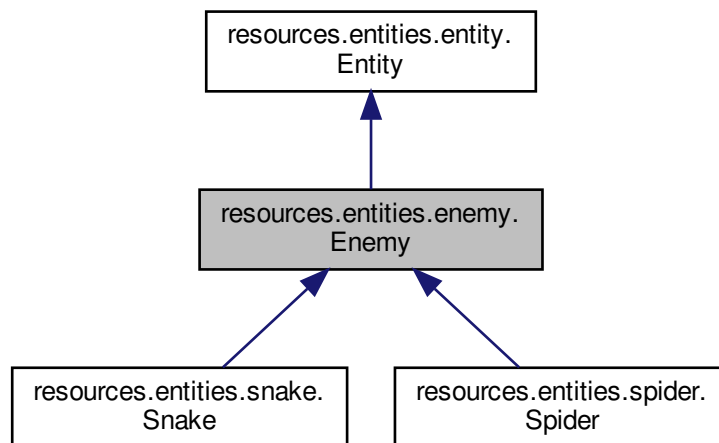 resources.entities.entity.
Entity
resources.entities.enemy.
Enemy
resources.entities.snake.
Snake
resources.entities.spider.
Spider